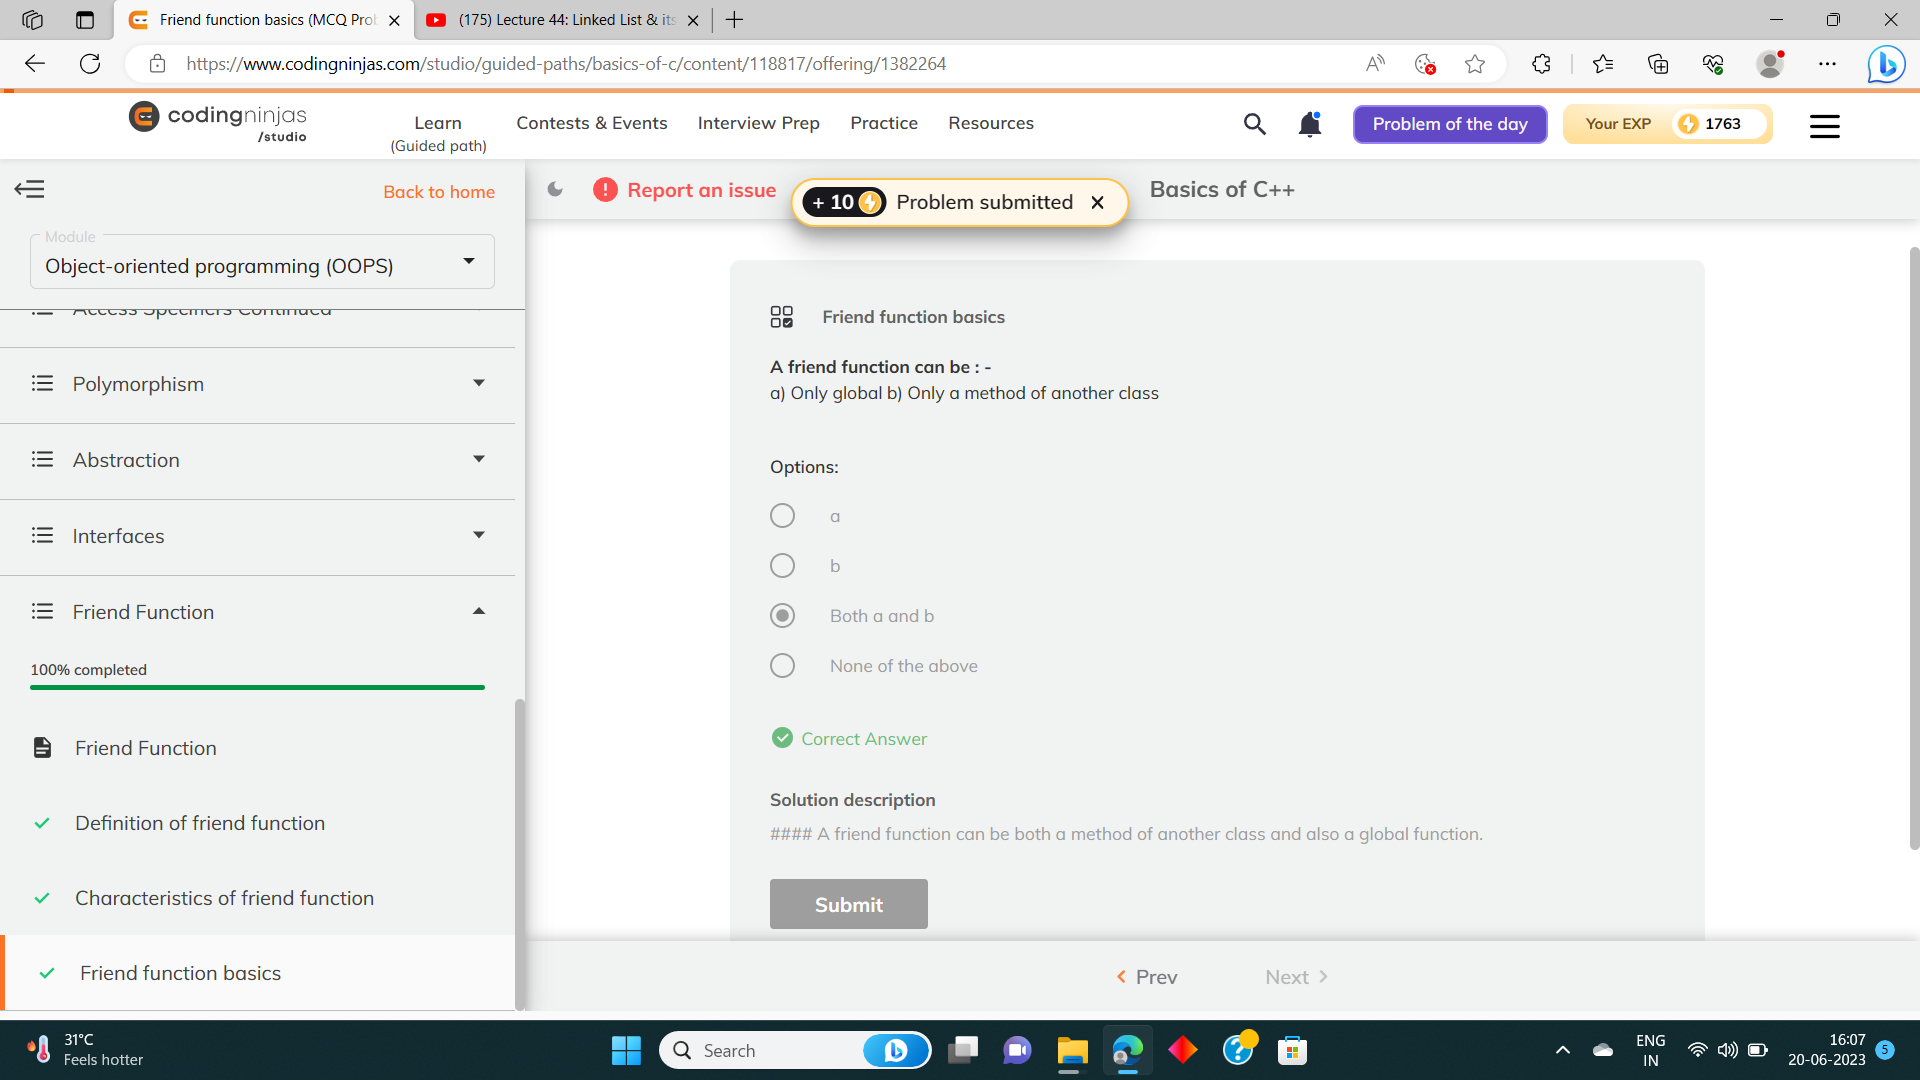 Friend function basics (MCQ Prob
(175) Lecture 44: Linked List & its
https://www.codingninjas.com/studio/guided-paths/basics-of-c/content/118817/offering/1382264
codingninjas
/studio
Learn
(Guided path)
Contests & Events
Interview Prep
Practice
Resources
Problem of the day
Your EXP
1763
Back to home
Report an issue
+ 10
Problem submitted
Basics of C++
Module
Object-oriented programming (OOPS)
Access Specifiers Continued
Polymorphism
Abstraction
Interfaces
Friend Function
100% completed
Friend Function
Definition of friend function
Characteristics of friend function
Friend function basics
Friend function basics
A friend function can be : -
a) Only global b) Only a method of another class
Options:
a
b
Both a and b
None of the above
Correct Answer
Solution description
#### A friend function can be both a method of another class and also a global function.
Submit
Prev
Next
31°C
Feels hotter
Search
ENG
IN
16:07
20-06-2023
5